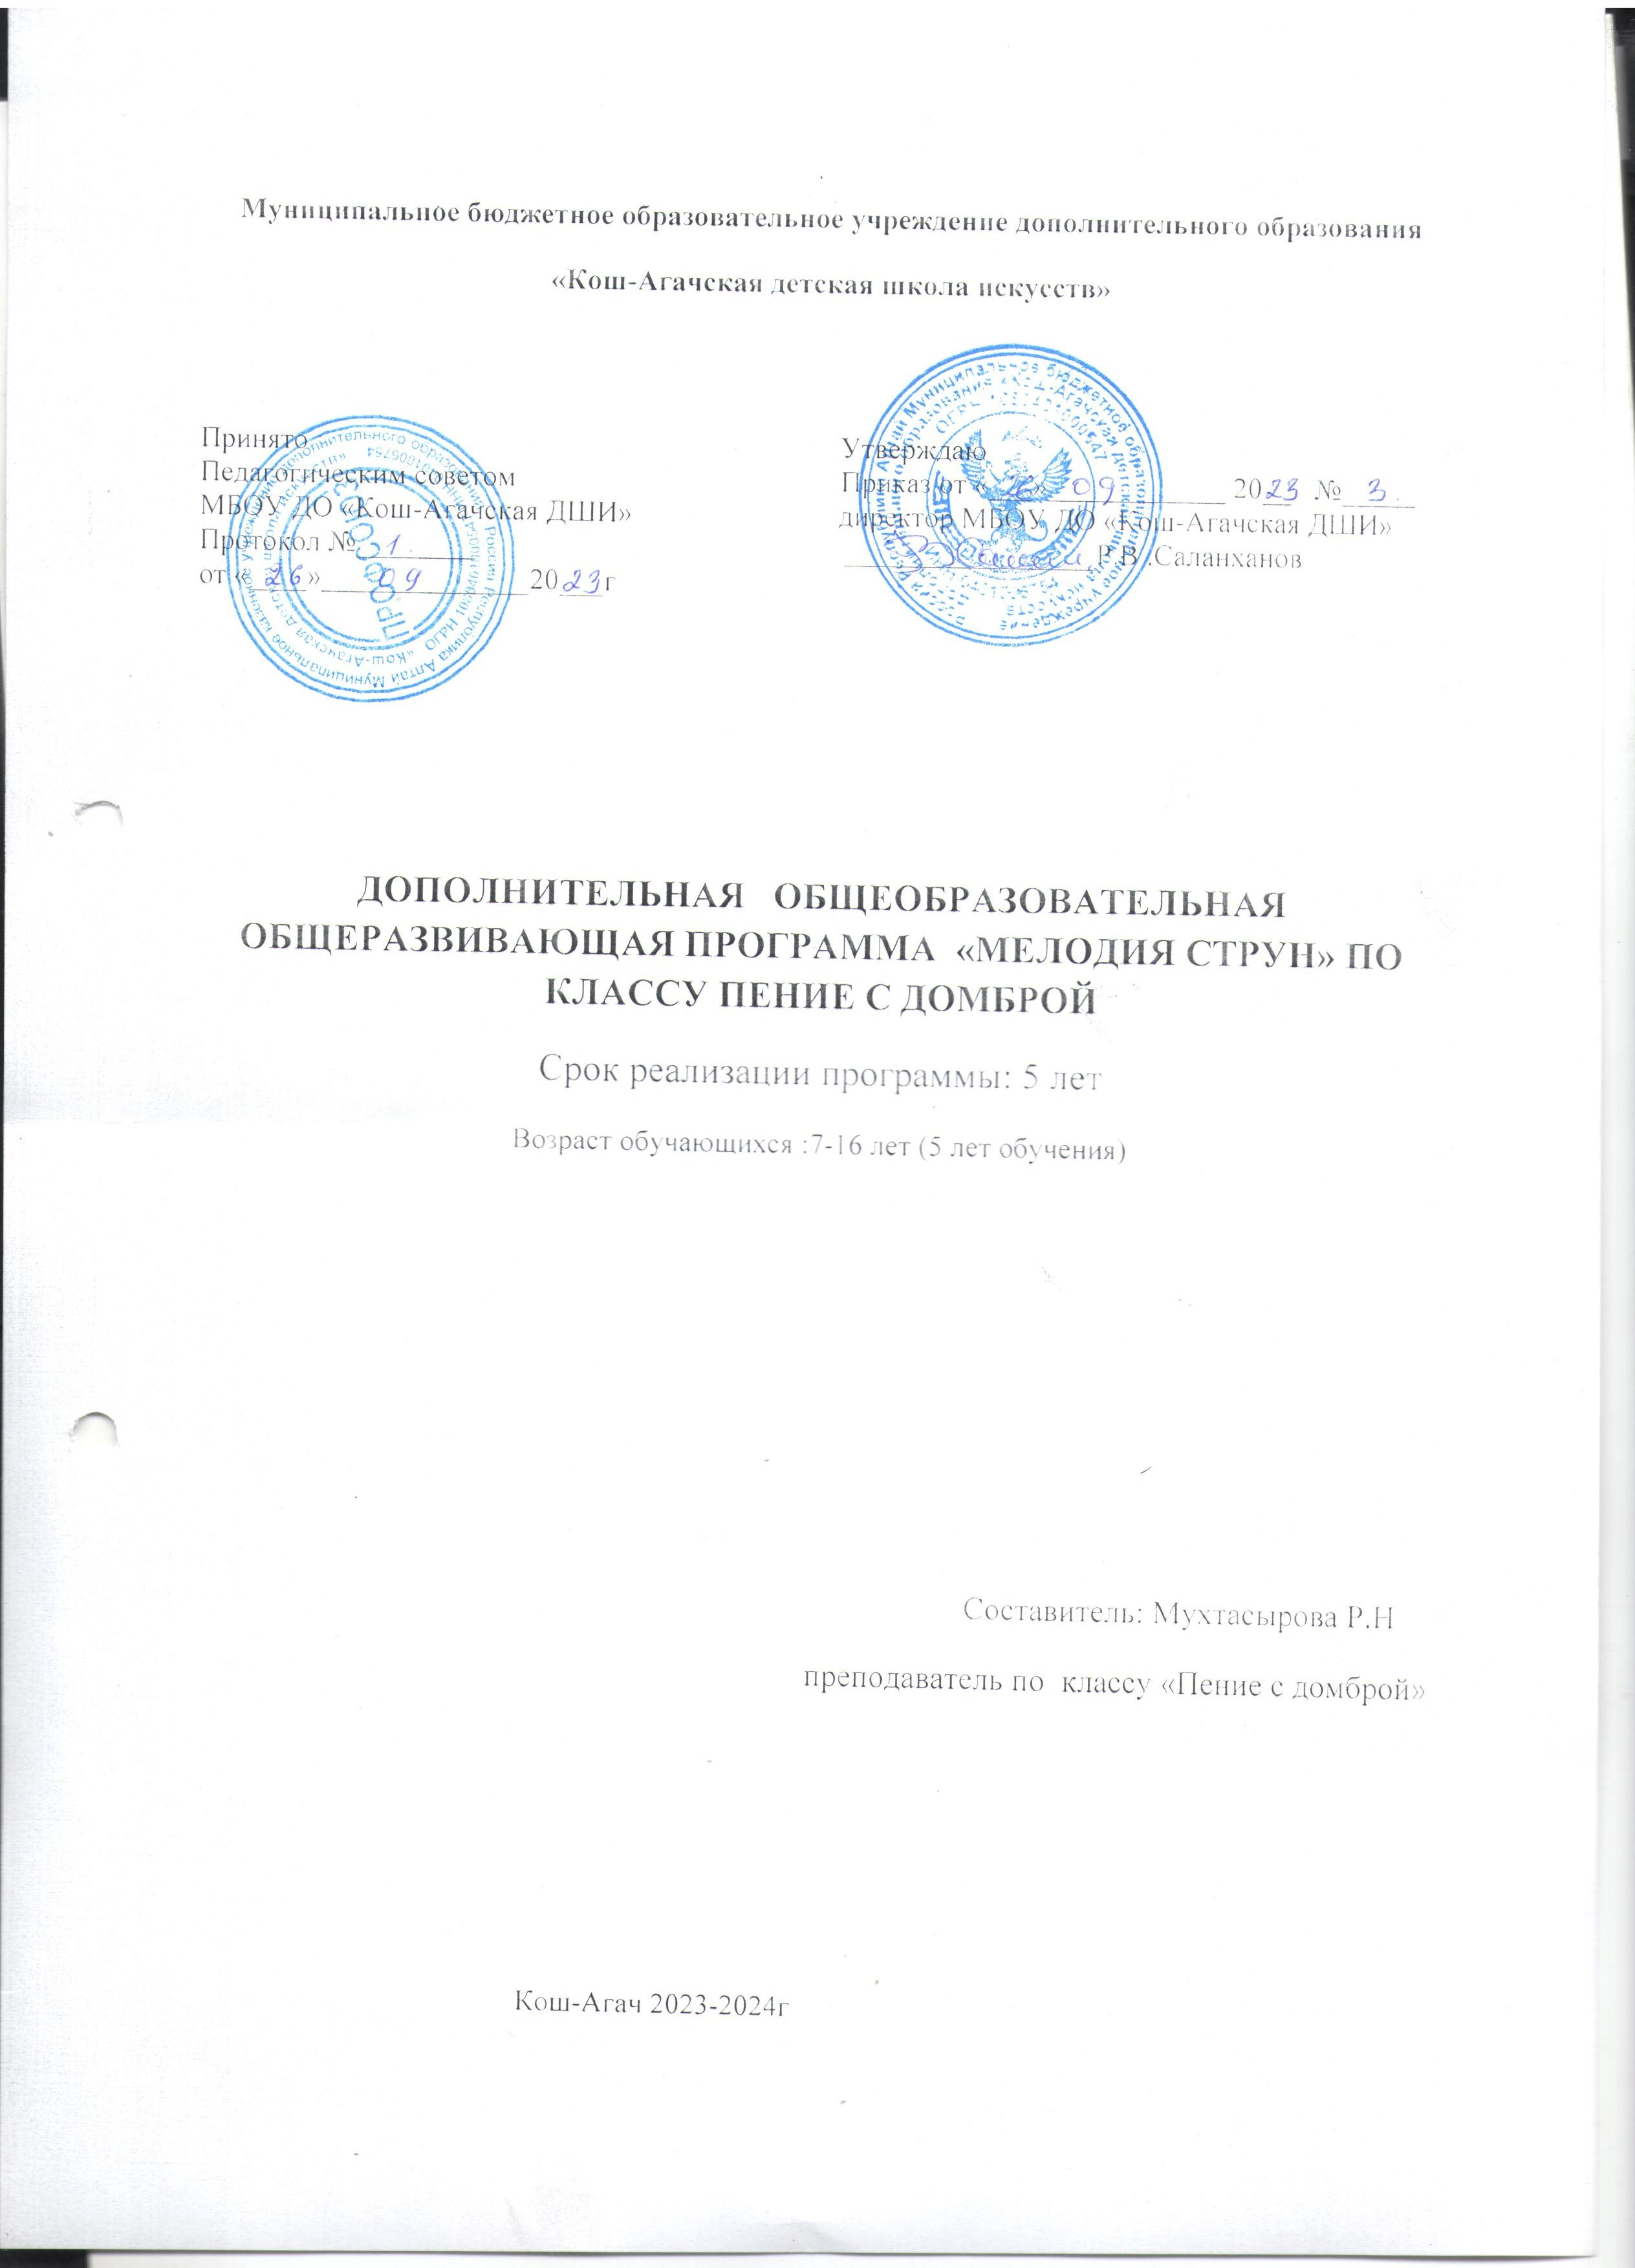 Муниципальное бюджетное образовательное учреждение дополнительного образования
«Кош-Агачская детская школа искусств»
Принято
Педагогическим советом
МБОУ ДО «Кош-Агачская ДШИ»
Протокол № 1.
от «26» 09 2023г
ПРОФСОЮЗ
Утверждаю
Приказ от « » 09 2023 № 3.
директор МБОУ ДО «Кош-Агачская ДШИ»
Р.В .Саланханов
ДОПОЛНИТЕЛЬНАЯ ОБЩЕОБРАЗОВАТЕЛЬНАЯ
ОБЩЕРАЗВИВАЮЩАЯ ПРОГРАММА «МЕЛОДИЯ СТРУН» ПО
КЛАССУ ПЕНИЕ С ДОМБРОЙ
Срок реализации программы: 5 лет
Возраст обучающихся :7-16 лет (5 лет обучения)
Составитель: Мухтасырова Р.Н
преподаватель по классу «Пение с домброй»
Кош-Агач 2023-2024г